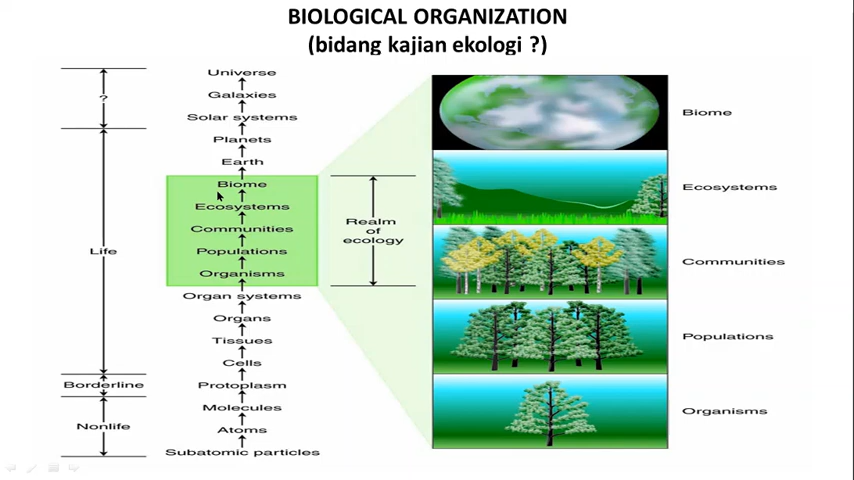 BIOLOGICAL ORGANIZATION
(bidang kajian ekologi ?)
Universe
Galaxies
Solar systems
Planets
Earth
Biome
Ecosystems
Communities
Populations
Organisms
Organ systems
Organs
Tissues
Cells
Protoplasm
Molecules
Atoms
Subatomic particles
?
Life
Borderline
Nonlife
Realm
of
ecology
Biome
Ecosystems
Communities
Populations
Organisms